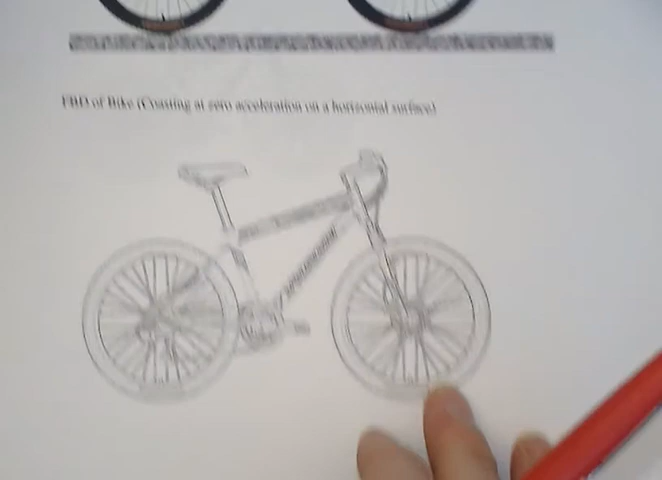 FBD of Bike (Coasting at zero acceleration on a horizontal surface)